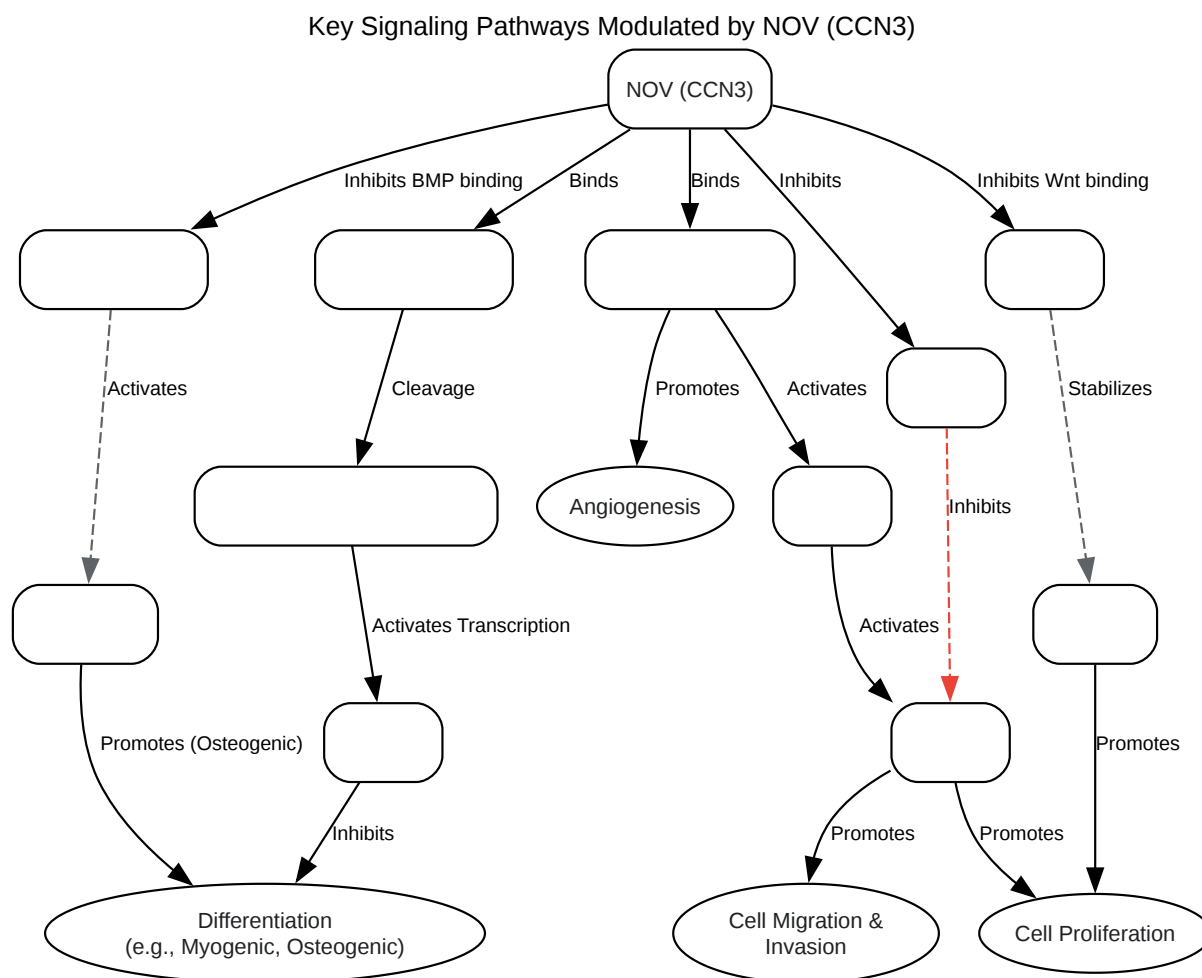 Key Signaling Pathways Modulated by NOV (CCN3)
NOV (CCN3)
Inhibits BMP binding
Binds
Binds
Inhibits
Inhibits Wnt binding
Activates
Cleavage
Promotes
Activates
Stabilizes
Angiogenesis
Inhibits
Activates Transcription
Activates
Promotes (Osteogenic)
Promotes
Inhibits
Promotes
Promotes
Differentiation
(e.g., Myogenic, Osteogenic)
Cell Migration &
Invasion
Cell Proliferation